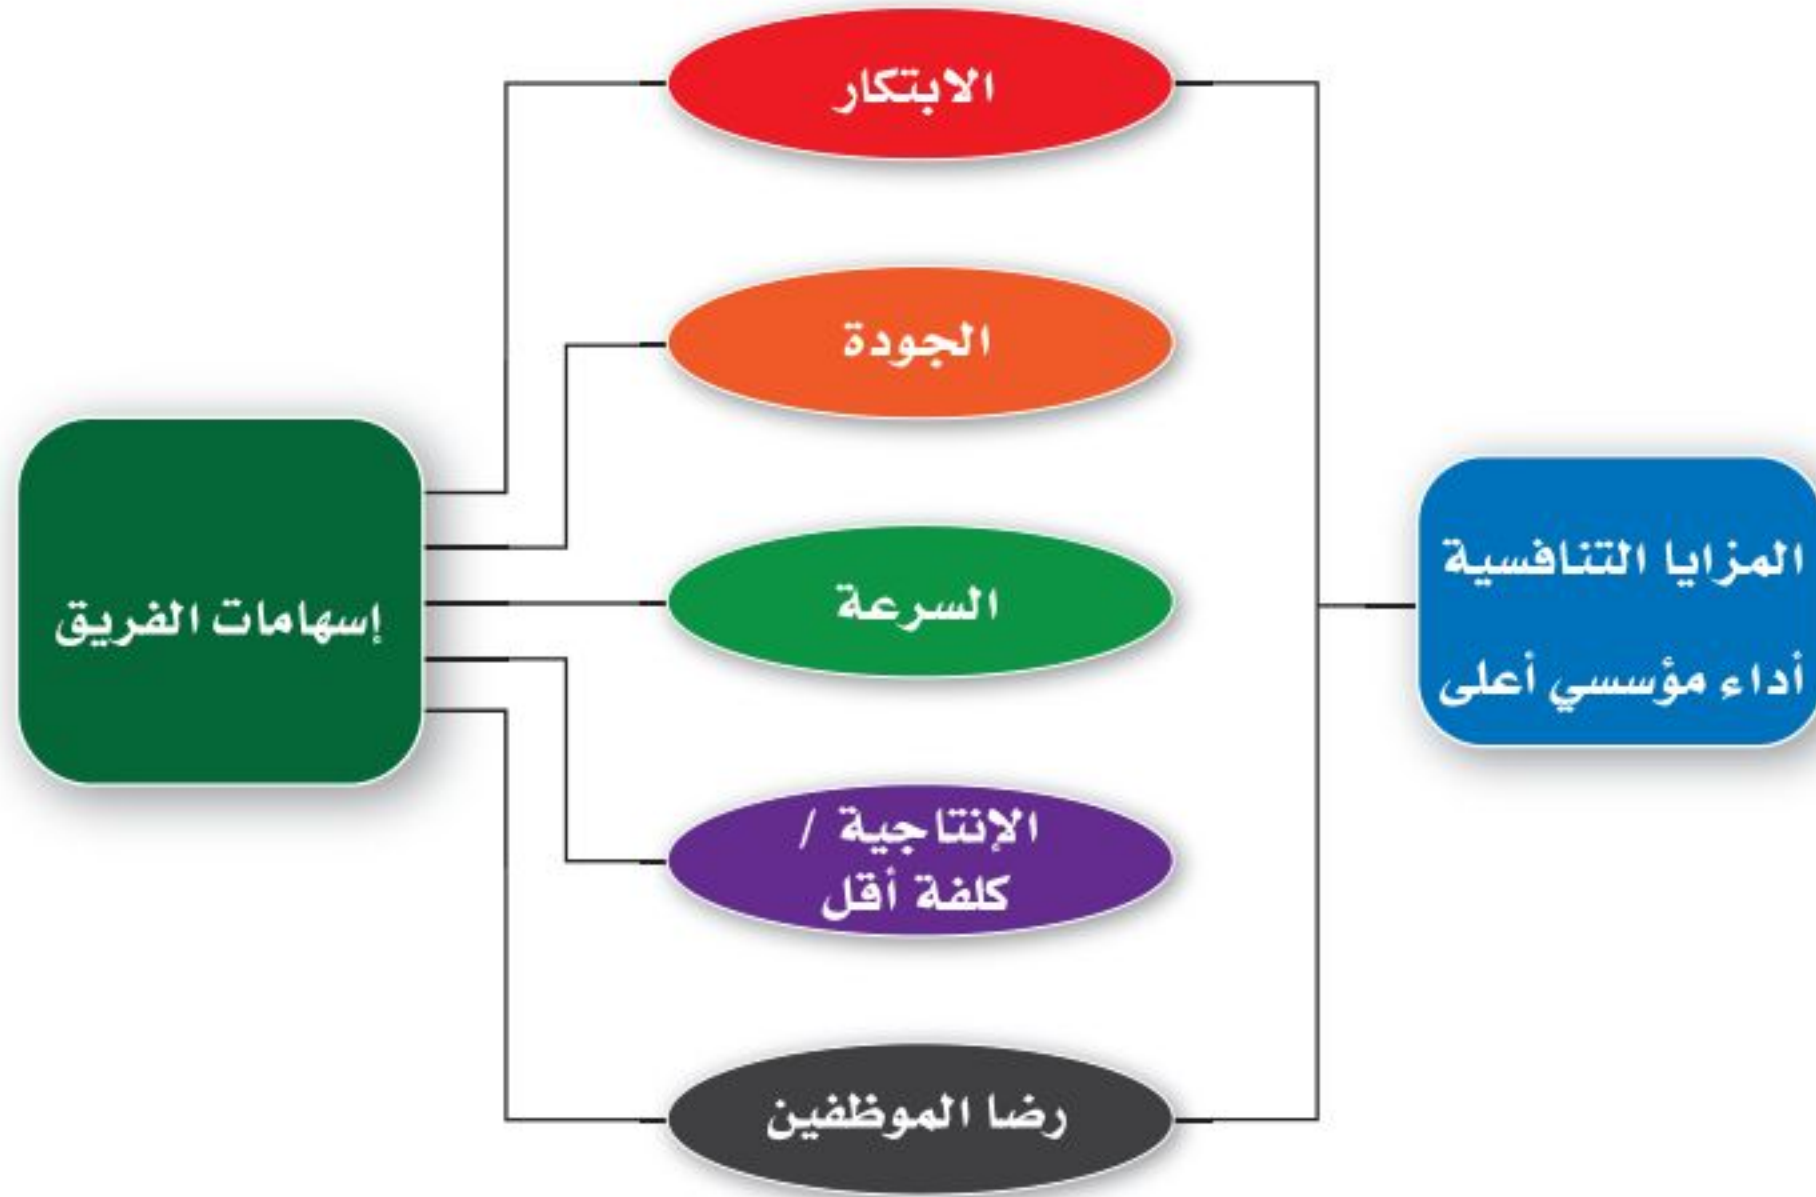 الابتكار
الجودة
السرعة
الإنتاجية /
كلفة أقل
رضا الموظفين
المزايا التنافسية
أداء مؤسسي أعلى
إسهامات الفريق